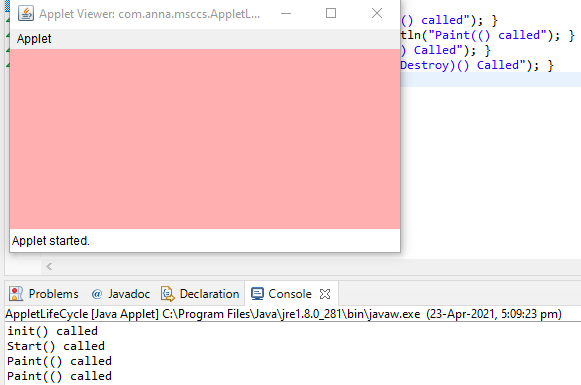 Applet Viewer: com.anna.msccs.AppletL...
Applet
() called"); }
tln("Paint(() called"); }
) Called"); }
Destroy)() Called"); }
Applet started.
Problems @ Javadoc Declaration Console
AppletLifeCycle [Java Applet] C:\Program Files\Java\jre1.8.0_281\bin\javaw.exe (23-Apr-2021, 5:09:23 pm)
init() called
Start() called
Paint(() called
Paint(() called